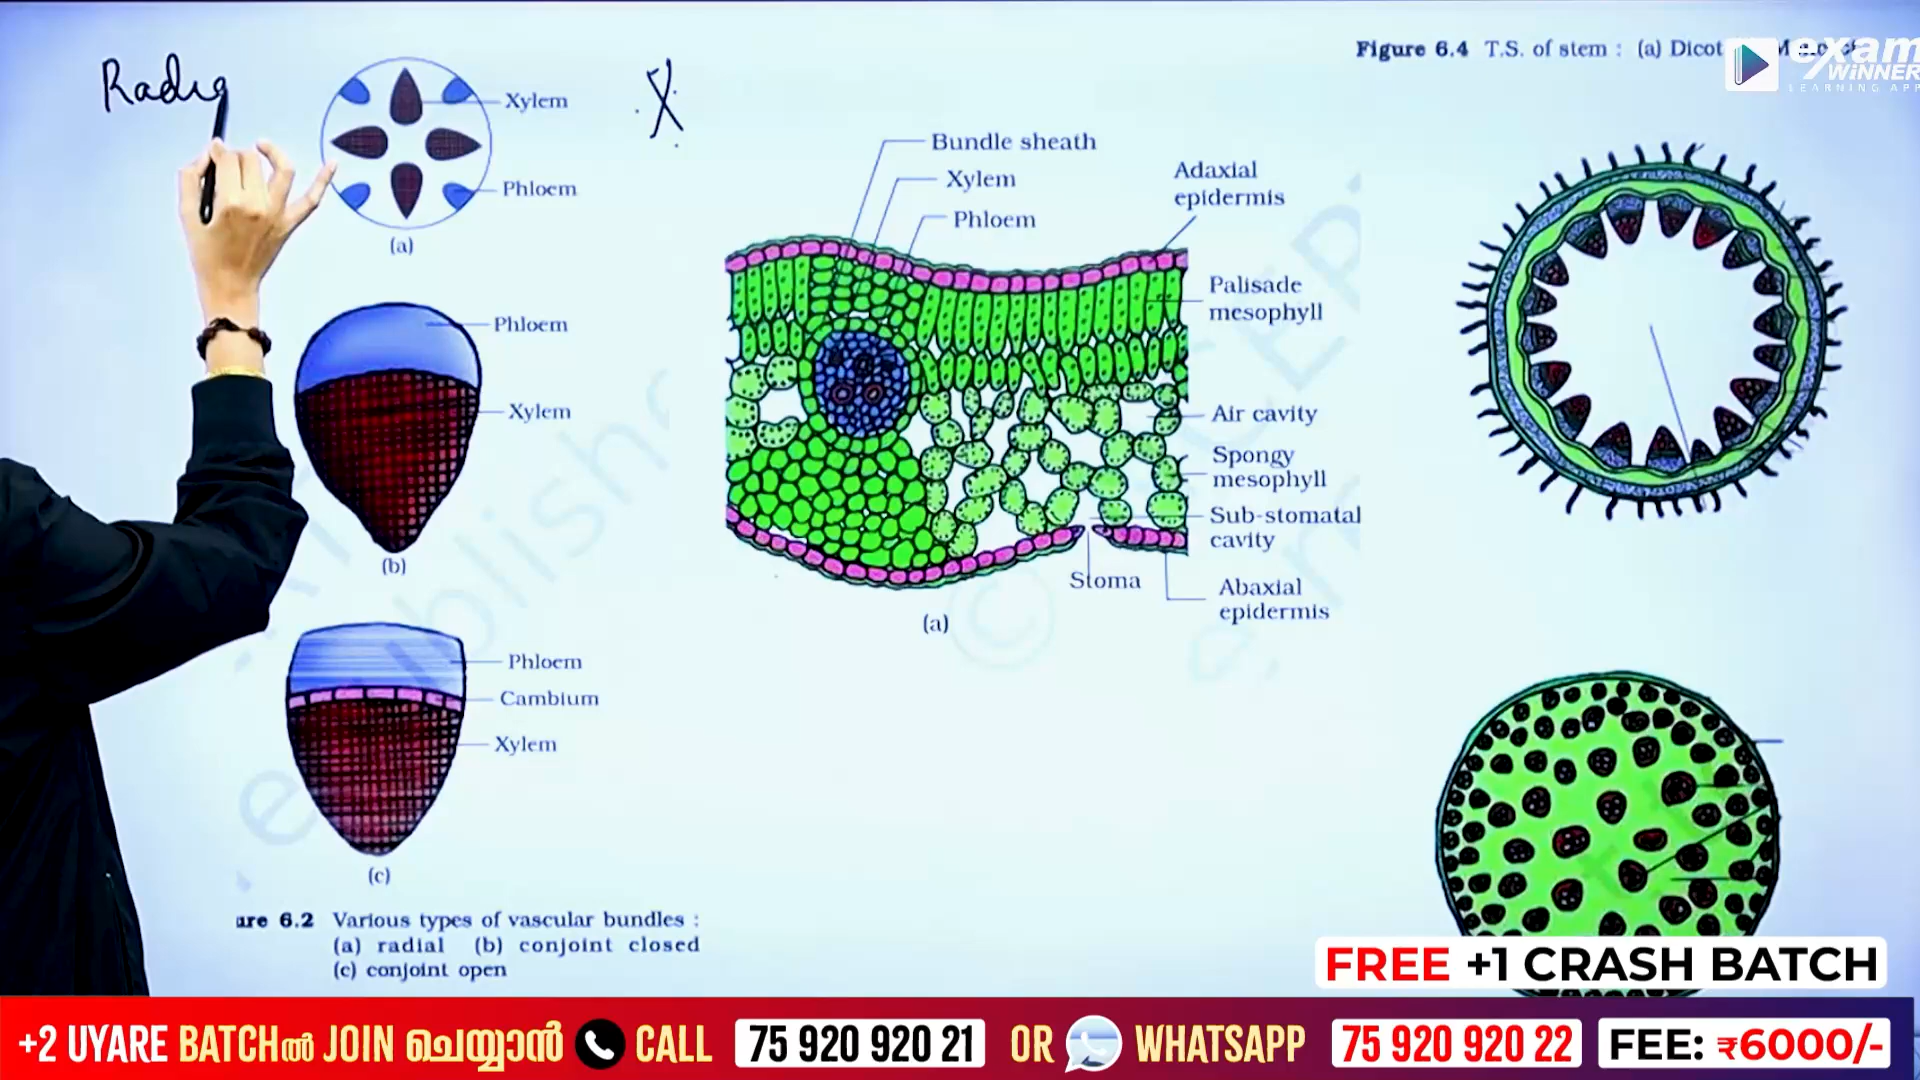 Radia
Xylem
Phloem
(a)
Phloem
Xylem
(b)
Phloem
Cambium
Xylem
(c)
6.2 Various types of vascular bundles :
(a) radial (b) conjoint closed
(c) conjoint open
X
Bundle sheath
Xylem
Phloem
Adaxial
epidermis
Palisade
mesophyll
Air cavity
Spongy
mesophyll
Sub-stomatal
cavity
Stoma
Abaxial
epidermis
(a)
Figure 6.4 T.S. of stem : (a) Dicot
exam
WiNNER
LEARNING APP
FREE +1 CRASH BATCH
+2 UYARE BATCHൽ JOIN ചെയ്യാൻ CALL 75 920 920 21 OR WHATSAPP 75 920 920 22 FEE: ₹6000/-